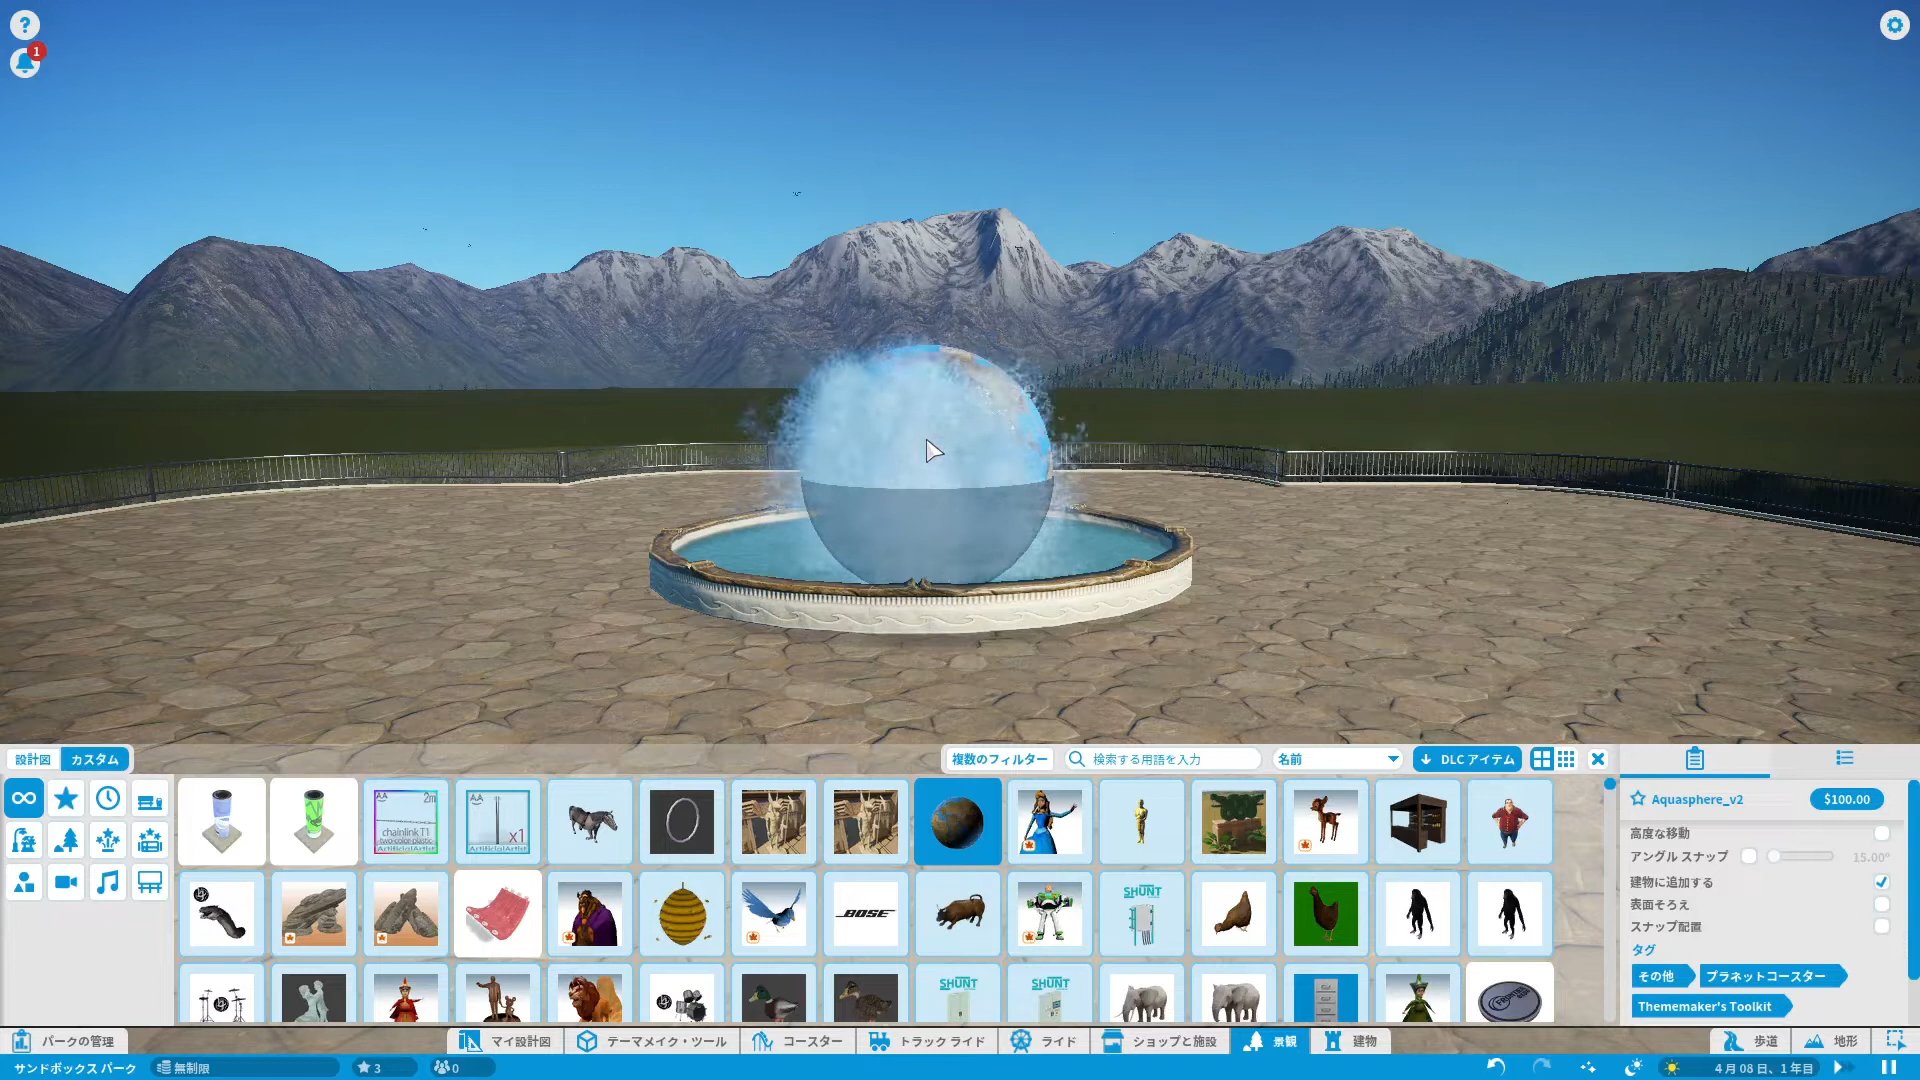 ?
1
設計図
カスタム
複数のフィルター
検索する用語を入力
名前
DLC アイテム
AA
2m
chainlink T1
two-color-plastic
ArtificialArtist
AA
x1
ArtificialArtist
BOSE
SHUNT
SHUNT
SHUNT
Aquasphere_v2
$100.00
高度な移動
アングル スナップ
15.00°
建物に追加する
表面そろえ
スナップ配置
タグ
その他
プラネットコースター
Thememaker's Toolkit
パークの管理
マイ設計図
テーマメイク・ツール
コースター
トラック ライド
ライド
ショップと施設
景観
建物
歩道
地形
サンドボックス パーク
無制限
3
0
4 月 08 日、1 年目